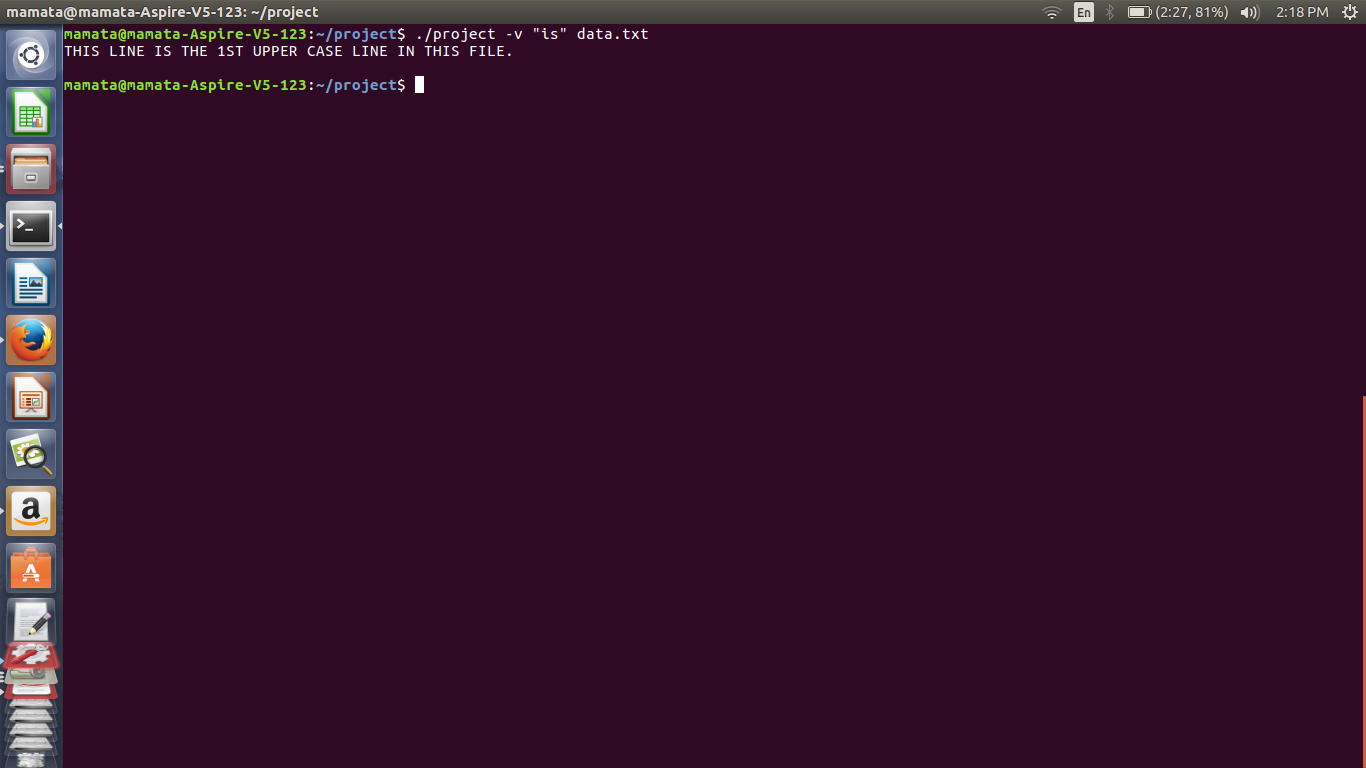 mamata@mamata-Aspire-V5-123: ~/project
En
(2:27, 81%)
2:18 PM
mamata@mamata-Aspire-V5-123:~/project$ ./project -v "is" data.txt
THIS LINE IS THE 1ST UPPER CASE LINE IN THIS FILE.
mamata@mamata-Aspire-V5-123:~/project$